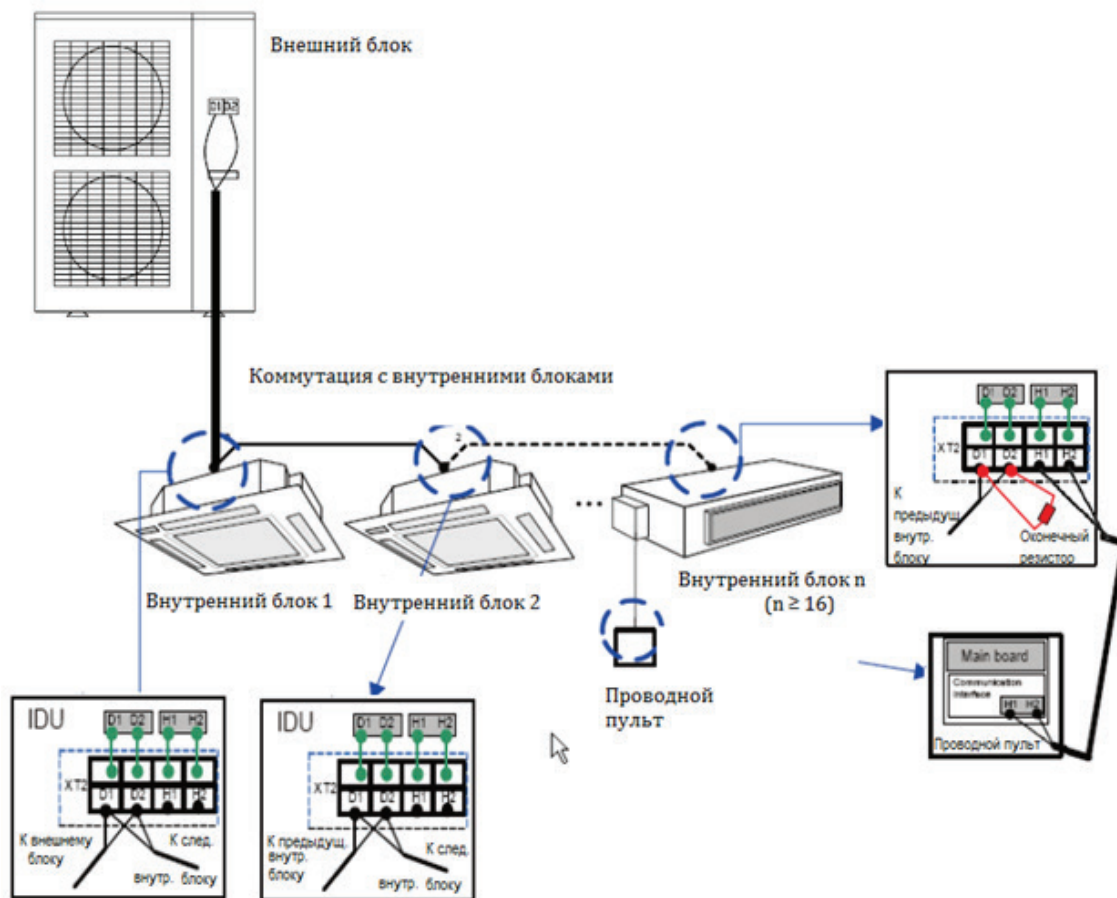 Внешний блок
D1 D2
Коммутация с внутренними блоками
2
D1 D2 H1 H2
XT2
D1 D2 H1 H2
К
предыдущ.
внутр.
блоку
Оконечный
резистор
Внутренний блок 1
Внутренний блок 2
...
Внутренний блок n
(n ≥ 16)
Проводной
пульт
Main board
Communication
Interface
H1 H2
Проводной пульт
IDU
D1 D2 H1 H2
XT2
D1 D2 H1 H2
К внешнему
блоку
К след.
внутр. блоку
IDU
D1 D2 H1 H2
XT2
D1 D2 H1 H2
К предыдущ.
внутр.
блоку
К след.
внутр. блоку